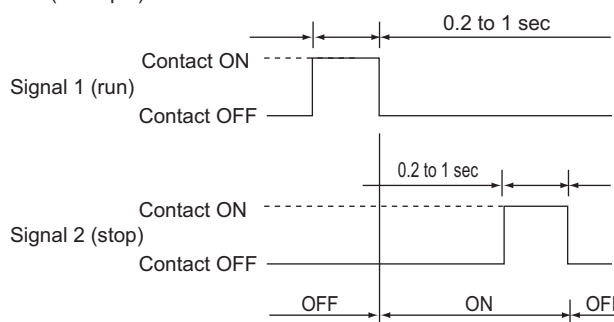 0.2 to 1 sec
Contact ON
Signal 1 (run)
Contact OFF
0.2 to 1 sec
Contact ON
Signal 2 (stop)
Contact OFF
OFF ON